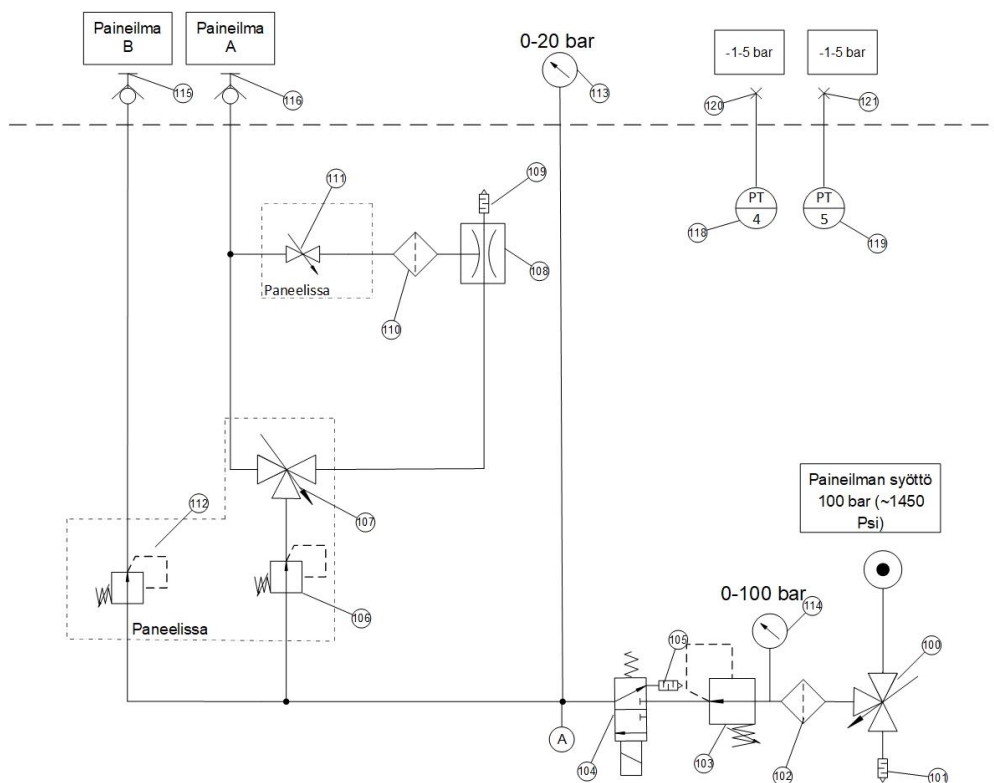 Paineilma
B
Paineilma
A
0-20 bar
-1-5 bar
-1-5 bar
115
116
113
120
121
109
111
PT
4
PT
5
118
119
108
Paneelissa
110
107
Paineilman syöttö
100 bar (~1450
Psi)
112
106
Paneelissa
0-100 bar
114
105
100
A
104
103
102
101